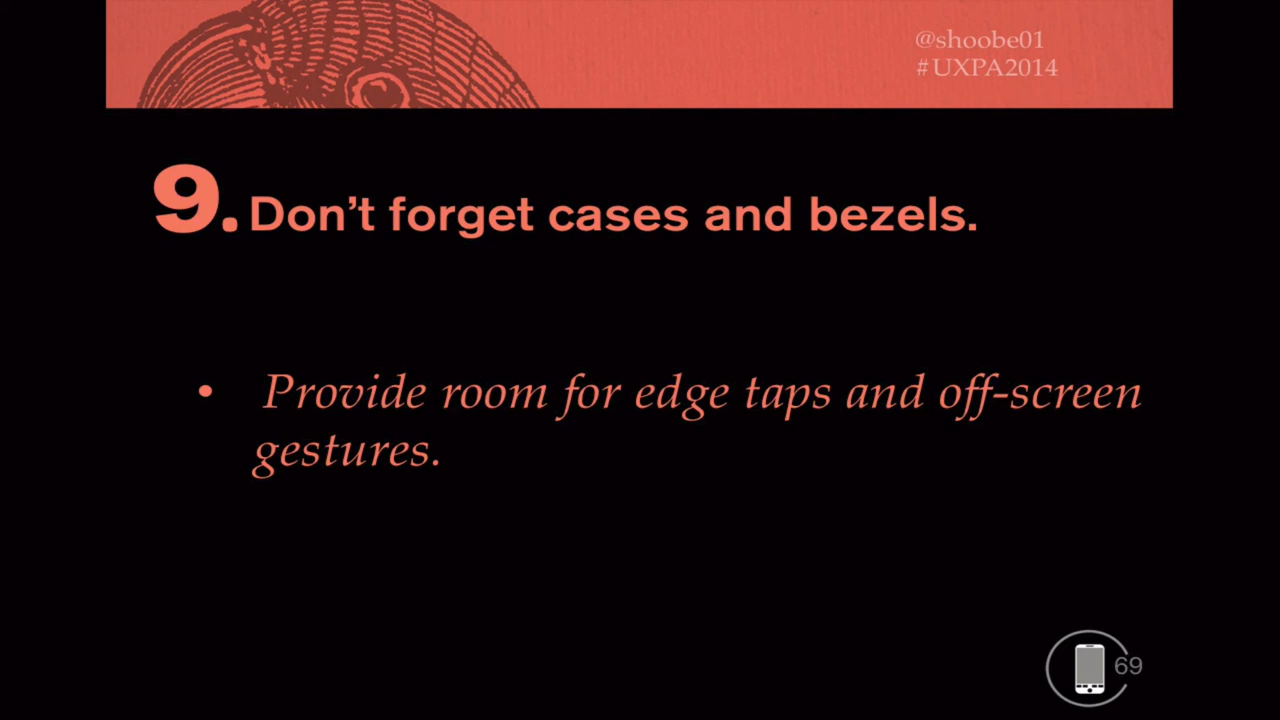 @shoobe01
#UXPA2014
9. Don't forget cases and bezels.
• Provide room for edge taps and off-screen
gestures.
69